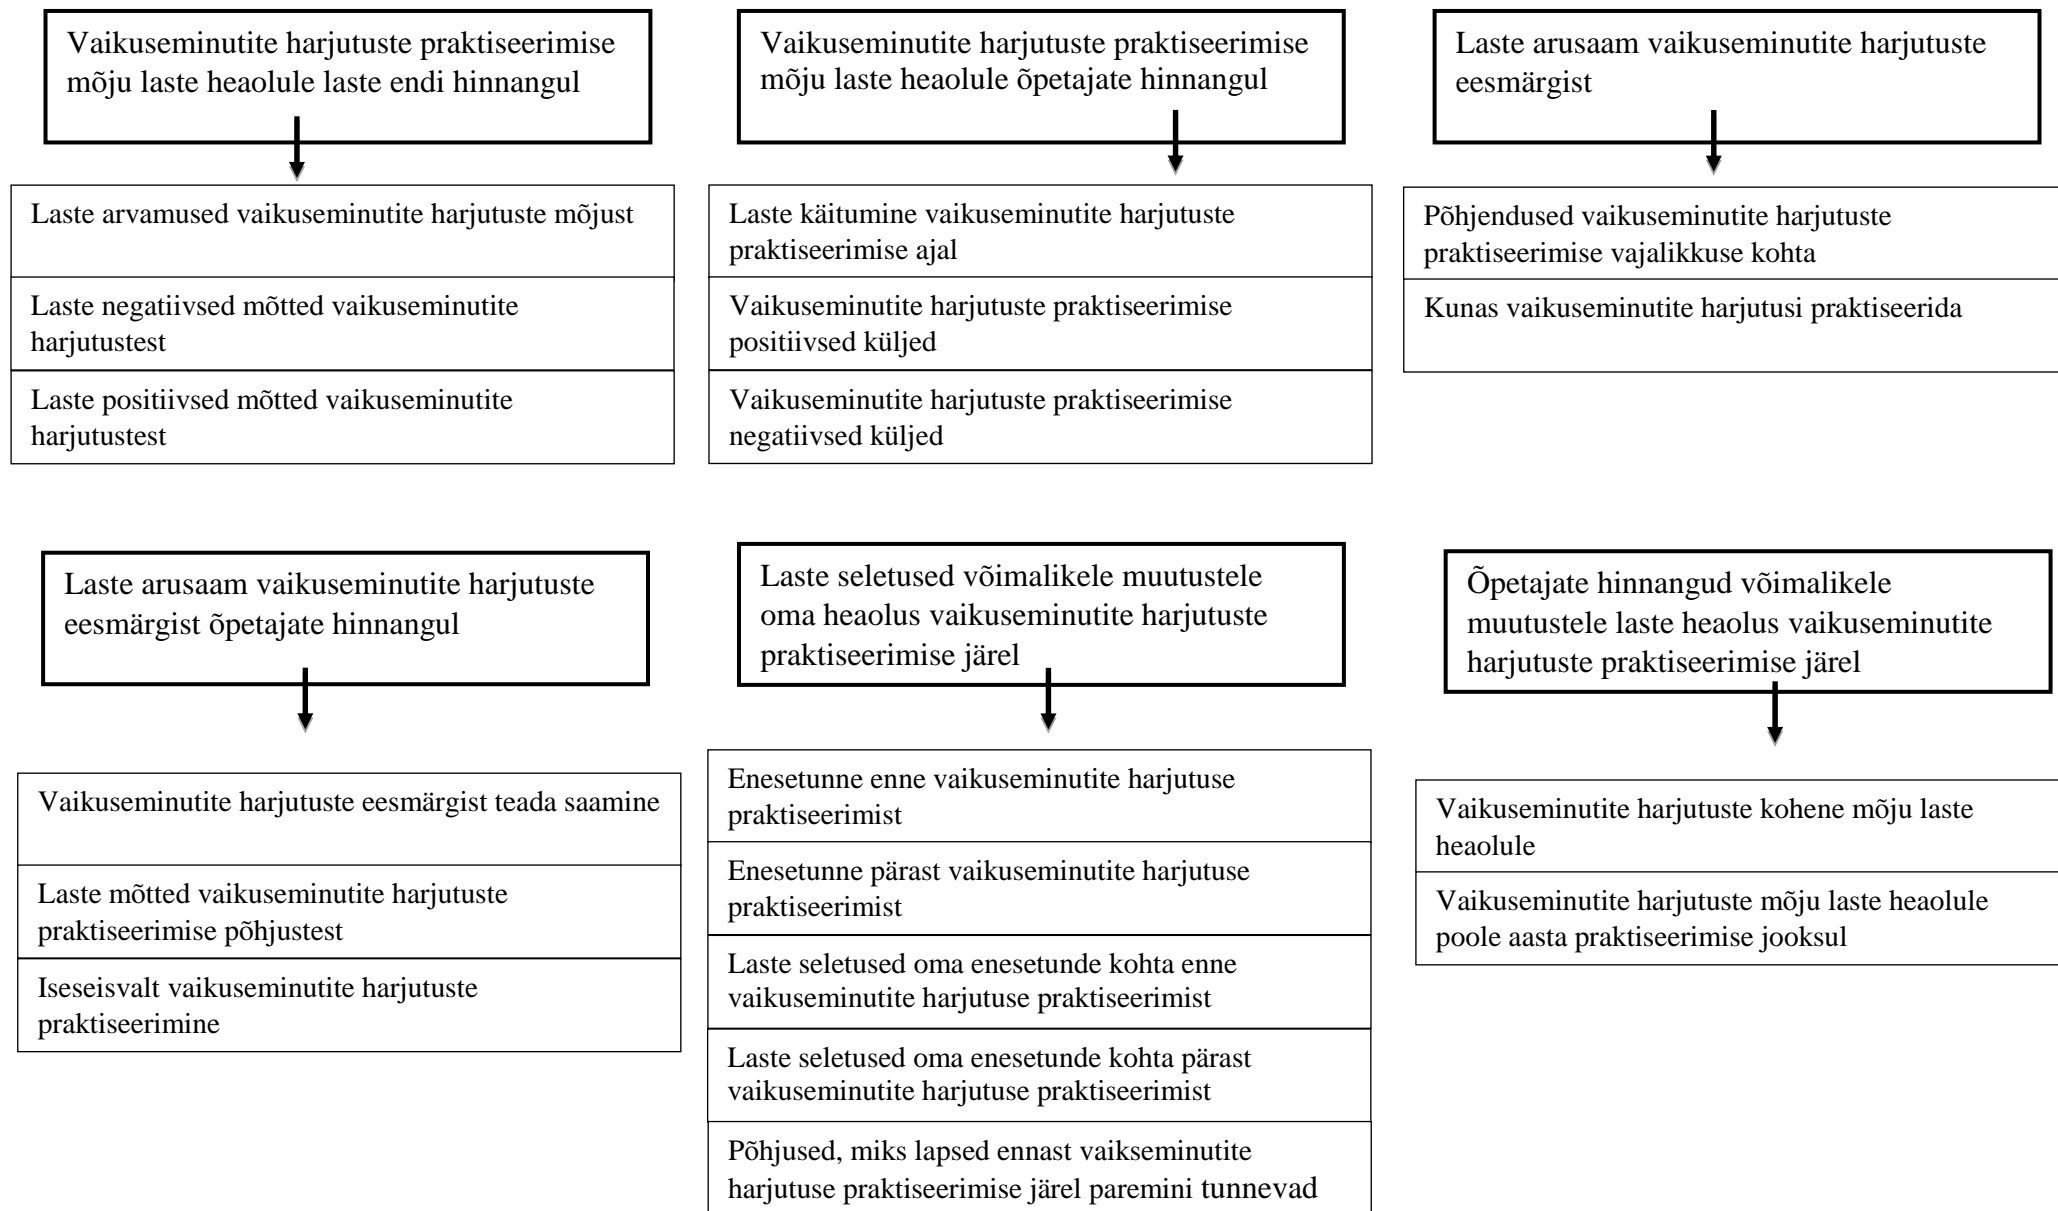 Vaikuseminutite harjutuste praktiseerimise
mõju laste heaolule laste endi hinnangul
Laste arvamused vaikuseminutite harjutuste mõjust
Laste negatiivsed mõtted vaikuseminutite
harjutustest
Laste positiivsed mõtted vaikuseminutite
harjutustest
Vaikuseminutite harjutuste praktiseerimise
mõju laste heaolule õpetajate hinnangul
Laste käitumine vaikuseminutite harjutuste
praktiseerimise ajal
Vaikuseminutite harjutuste praktiseerimise
positiivsed küljed
Vaikuseminutite harjutuste praktiseerimise
negatiivsed küljed
Laste arusaam vaikuseminutite harjutuste
eesmärgist
Põhjendused vaikuseminutite harjutuste
praktiseerimise vajalikkuse kohta
Kunas vaikuseminutite harjutusi praktiseerida
Laste arusaam vaikuseminutite harjutuste
eesmärgist õpetajate hinnangul
Vaikuseminutite harjutuste eesmärgist teada saamine
Laste mõtted vaikuseminutite harjutuste
praktiseerimise põhjustest
Iseseisvalt vaikuseminutite harjutuste
praktiseerimine
Laste seletused võimalikele muutustele
oma heaolus vaikuseminutite harjutuste
praktiseerimise järel
Enesetunne enne vaikuseminutite harjutuse
praktiseerimist
Enesetunne pärast vaikuseminutite harjutuse
praktiseerimist
Laste seletused oma enesetunde kohta enne
vaikuseminutite harjutuse praktiseerimist
Laste seletused oma enesetunde kohta pärast
vaikuseminutite harjutuse praktiseerimist
Põhjused, miks lapsed ennast vaikseminutite
harjutuse praktiseerimise järel paremini tunnevad
Õpetajate hinnangud võimalikele
muutustele laste heaolus vaikuseminutite
harjutuste praktiseerimise järel
Vaikuseminutite harjutuste kohene mõju laste
heaolule
Vaikuseminutite harjutuste mõju laste heaolule
poole aasta praktiseerimise jooksul